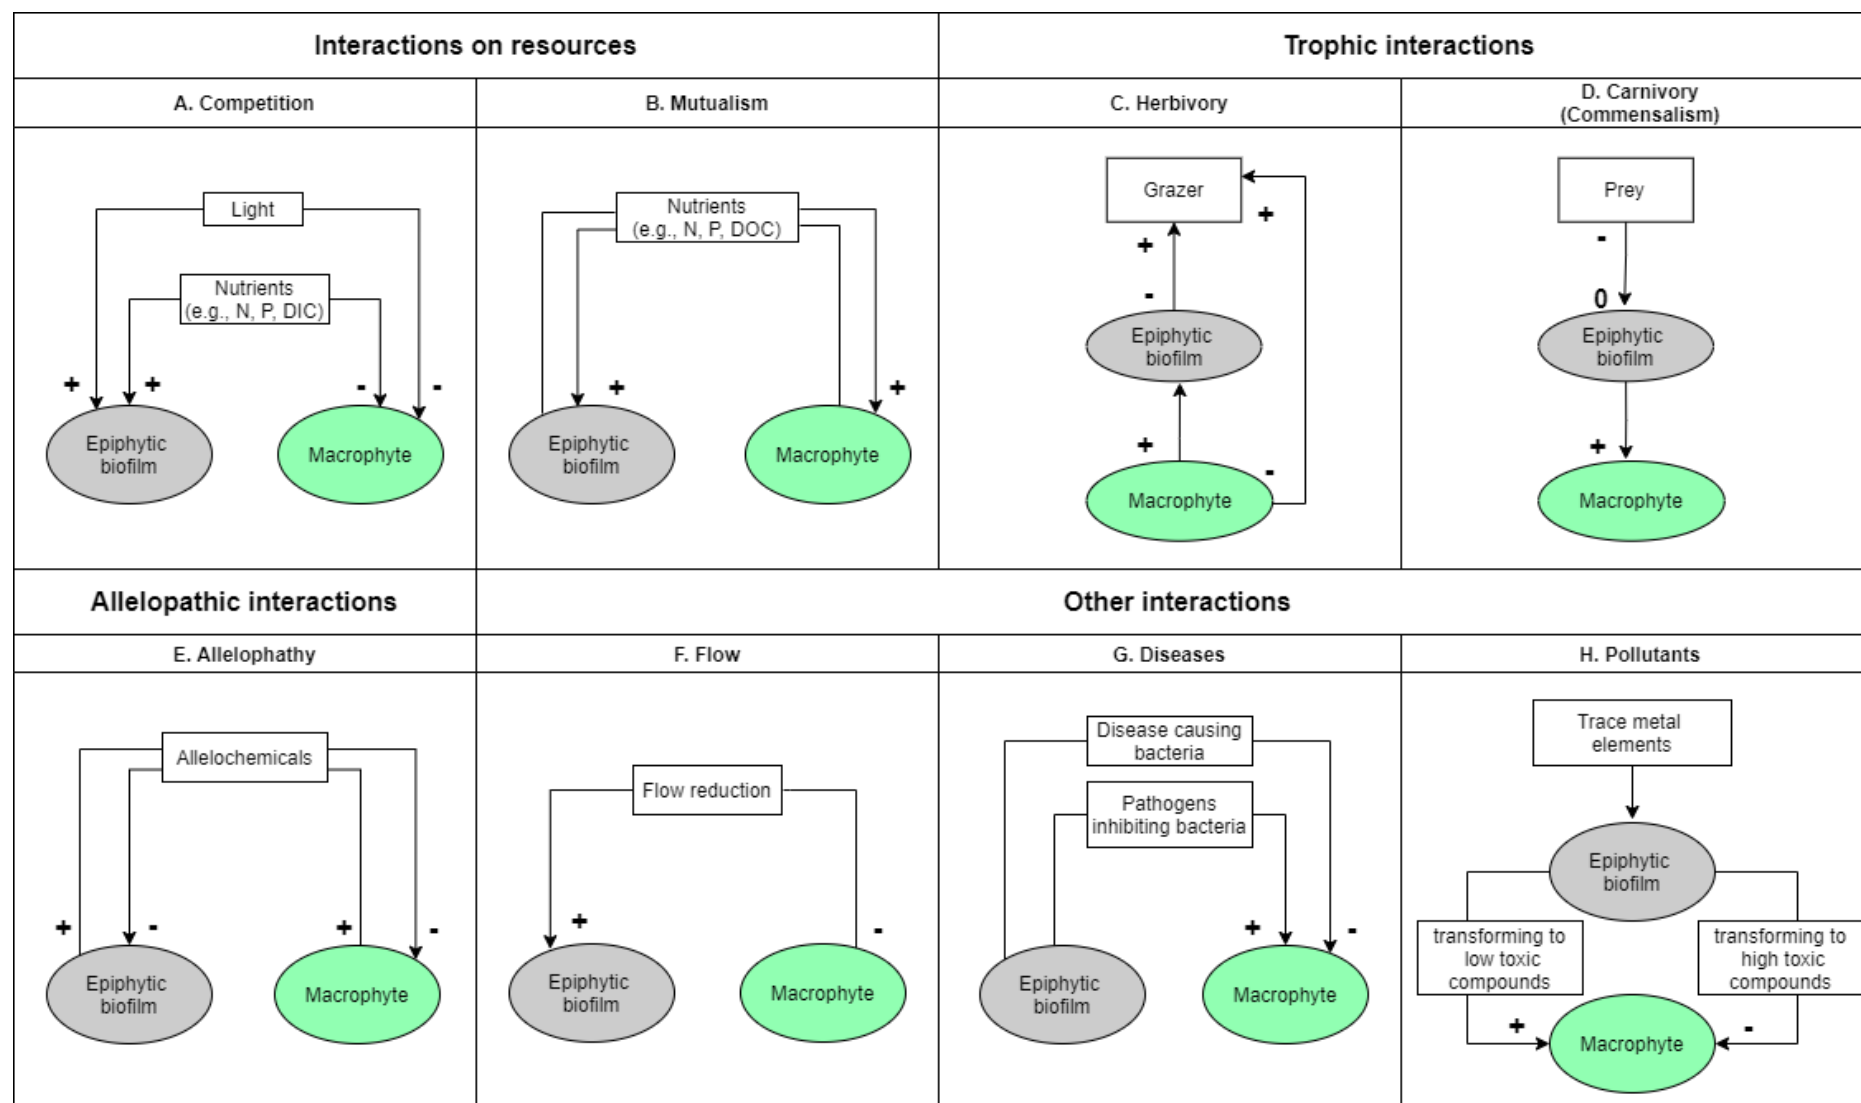 Interactions on resources
Trophic interactions
A. Competition
B. Mutualism
C. Herbivory
D. Carnivory
(Commensalism)
Light
Nutrients
(e.g., N, P, DIC)
+
+
-
-
Epiphytic
biofilm
Macrophyte
Nutrients
(e.g., N, P, DOC)
+
+
Epiphytic
biofilm
Macrophyte
Grazer
+
+
-
Epiphytic
biofilm
+
-
Macrophyte
Prey
-
0
Epiphytic
biofilm
+
Macrophyte
Allelopathic interactions
Other interactions
E. Allelophathy
F. Flow
G. Diseases
H. Pollutants
Allelochemicals
+
-
+
-
Epiphytic
biofilm
Macrophyte
Flow reduction
+
-
Epiphytic
biofilm
Macrophyte
Disease causing
bacteria
Pathogens
inhibiting bacteria
+
-
Epiphytic
biofilm
Macrophyte
Trace metal
elements
Epiphytic
biofilm
transforming to
low toxic
compounds
transforming to
high toxic
compounds
+
-
Macrophyte